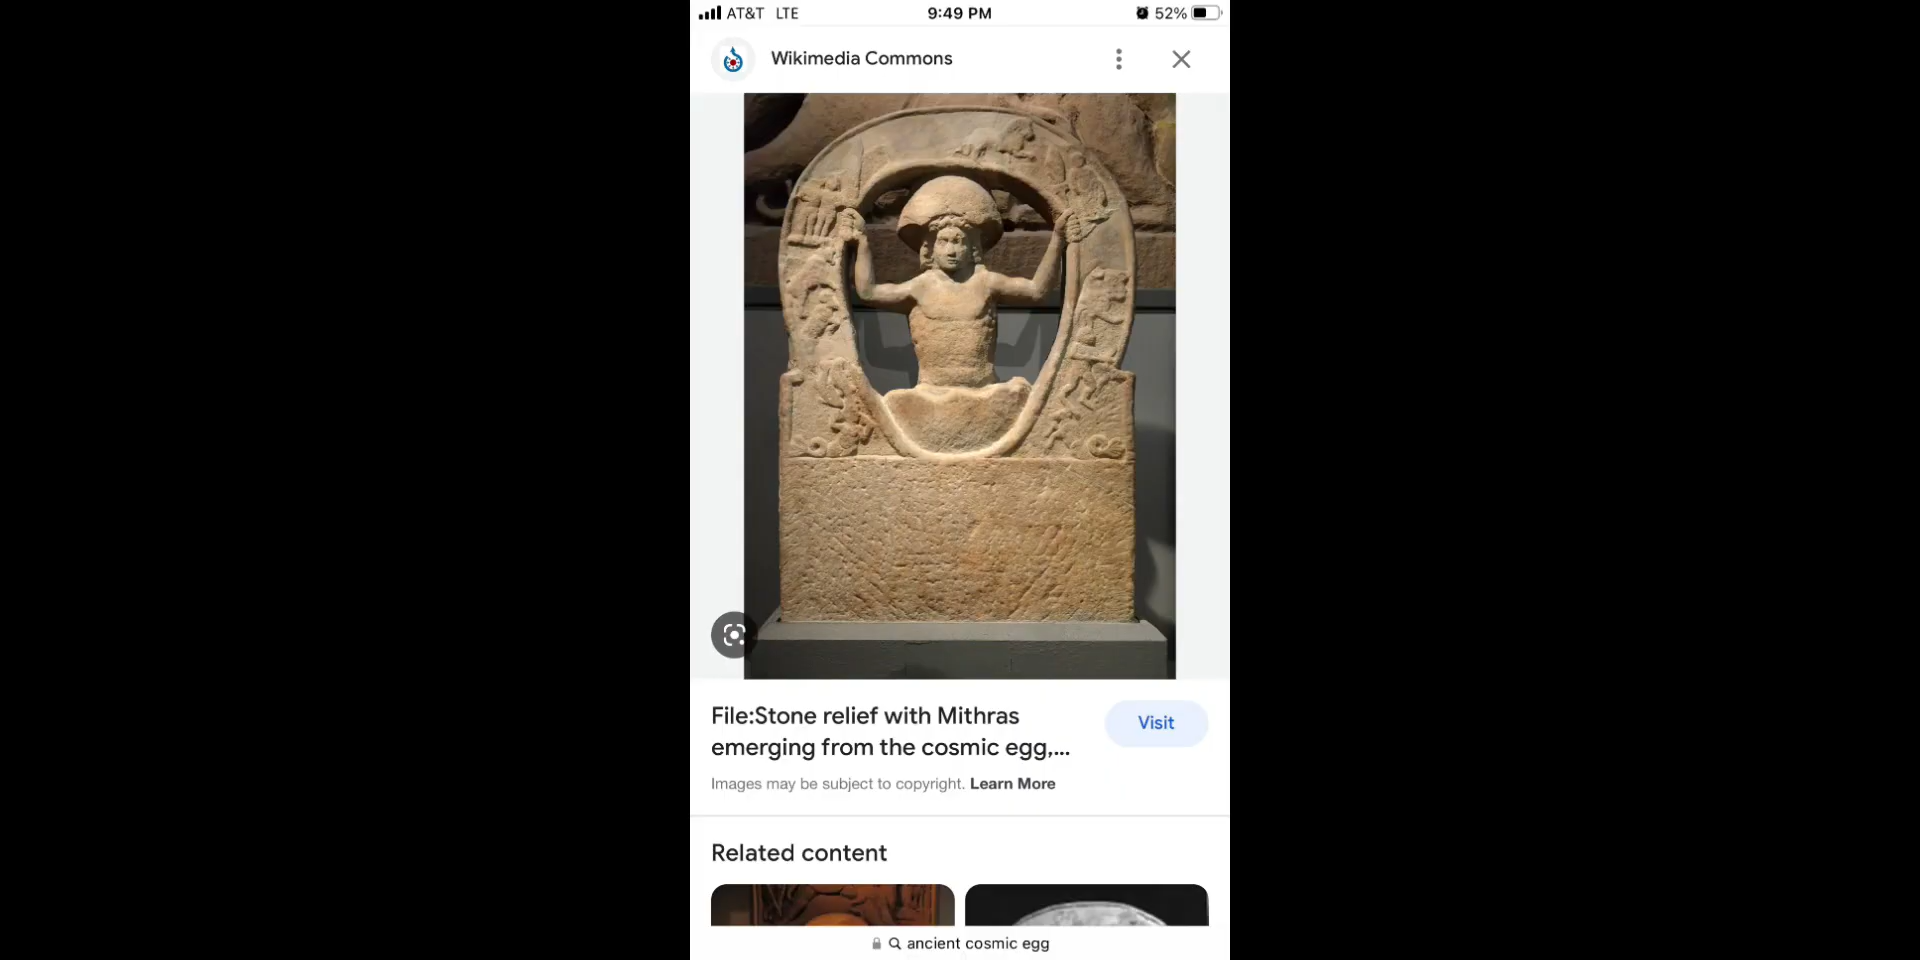 AT&T LTE 9:49 PM 52%
Wikimedia Commons
File:Stone relief with Mithras
emerging from the cosmic egg,...
Visit
Images may be subject to copyright. Learn More
Related content
ancient cosmic egg